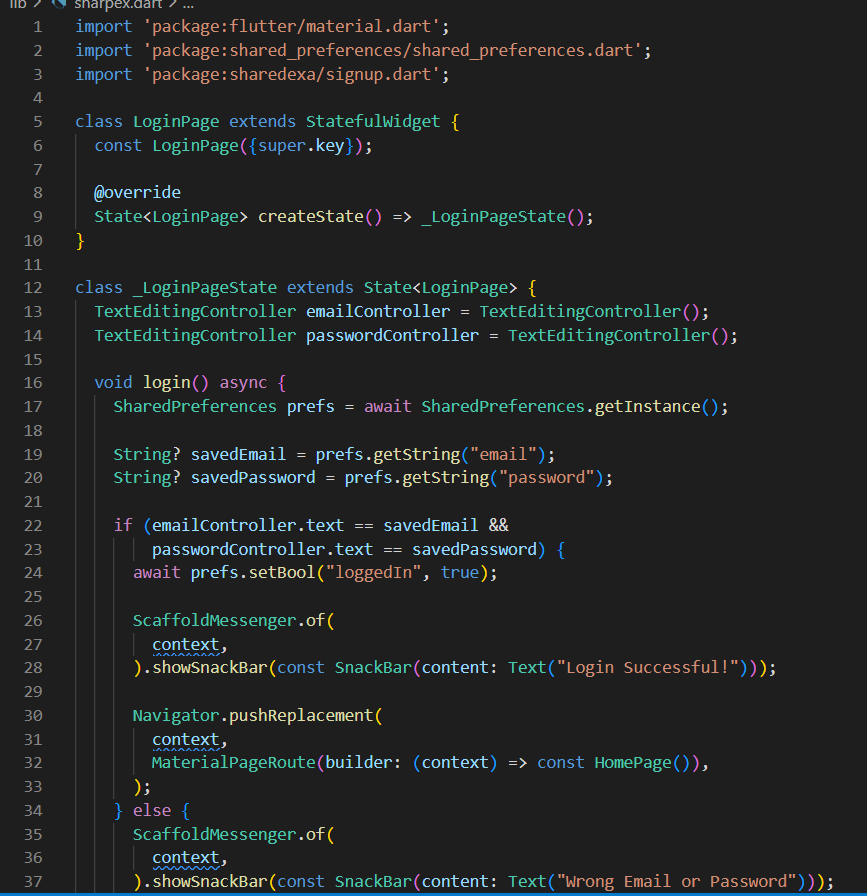 lib > sharpex.dart > ...
1 import 'package:flutter/material.dart';
2 import 'package:shared_preferences/shared_preferences.dart';
3 import 'package:sharedexa/signup.dart';
4
5 class LoginPage extends StatefulWidget {
6   const LoginPage({super.key});
7
8   @override
9   State<LoginPage> createState() => _LoginPageState();
10 }
11
12 class _LoginPageState extends State<LoginPage> {
13   TextEditingController emailController = TextEditingController();
14   TextEditingController passwordController = TextEditingController();
15
16   void login() async {
17     SharedPreferences prefs = await SharedPreferences.getInstance();
18
19     String? savedEmail = prefs.getString("email");
20     String? savedPassword = prefs.getString("password");
21
22     if (emailController.text == savedEmail &&
23         passwordController.text == savedPassword) {
24       await prefs.setBool("loggedIn", true);
25
26       ScaffoldMessenger.of(
27         context,
28       ).showSnackBar(const SnackBar(content: Text("Login Successful!")));
29
30       Navigator.pushReplacement(
31         context,
32         MaterialPageRoute(builder: (context) => const HomePage()),
33       );
34     } else {
35       ScaffoldMessenger.of(
36         context,
37       ).showSnackBar(const SnackBar(content: Text("Wrong Email or Password")));